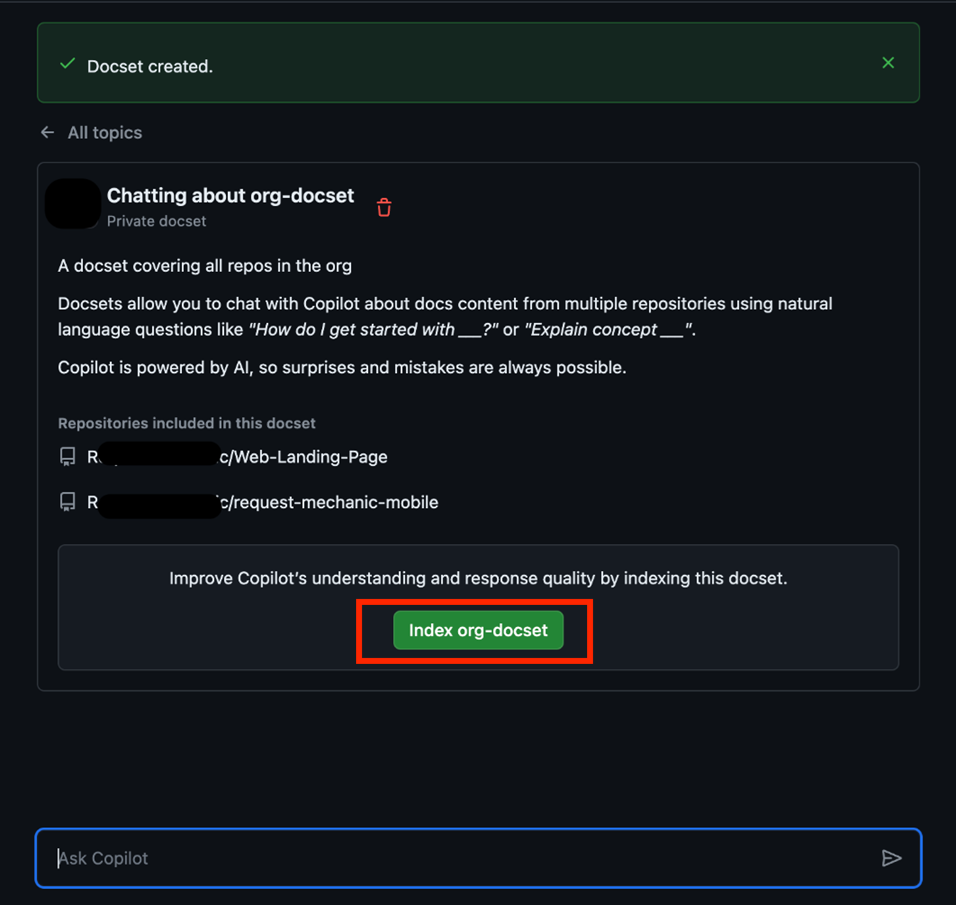 Docset created.
All topics
Chatting about org-docset
Private docset
A docset covering all repos in the org
Docsets allow you to chat with Copilot about docs content from multiple repositories using natural
language questions like "How do I get started with ___?" or "Explain concept ___".
Copilot is powered by AI, so surprises and mistakes are always possible.
Repositories included in this docset
c/Web-Landing-Page
c/request-mechanic-mobile
Improve Copilot’s understanding and response quality by indexing this docset.
Index org-docset
Ask Copilot